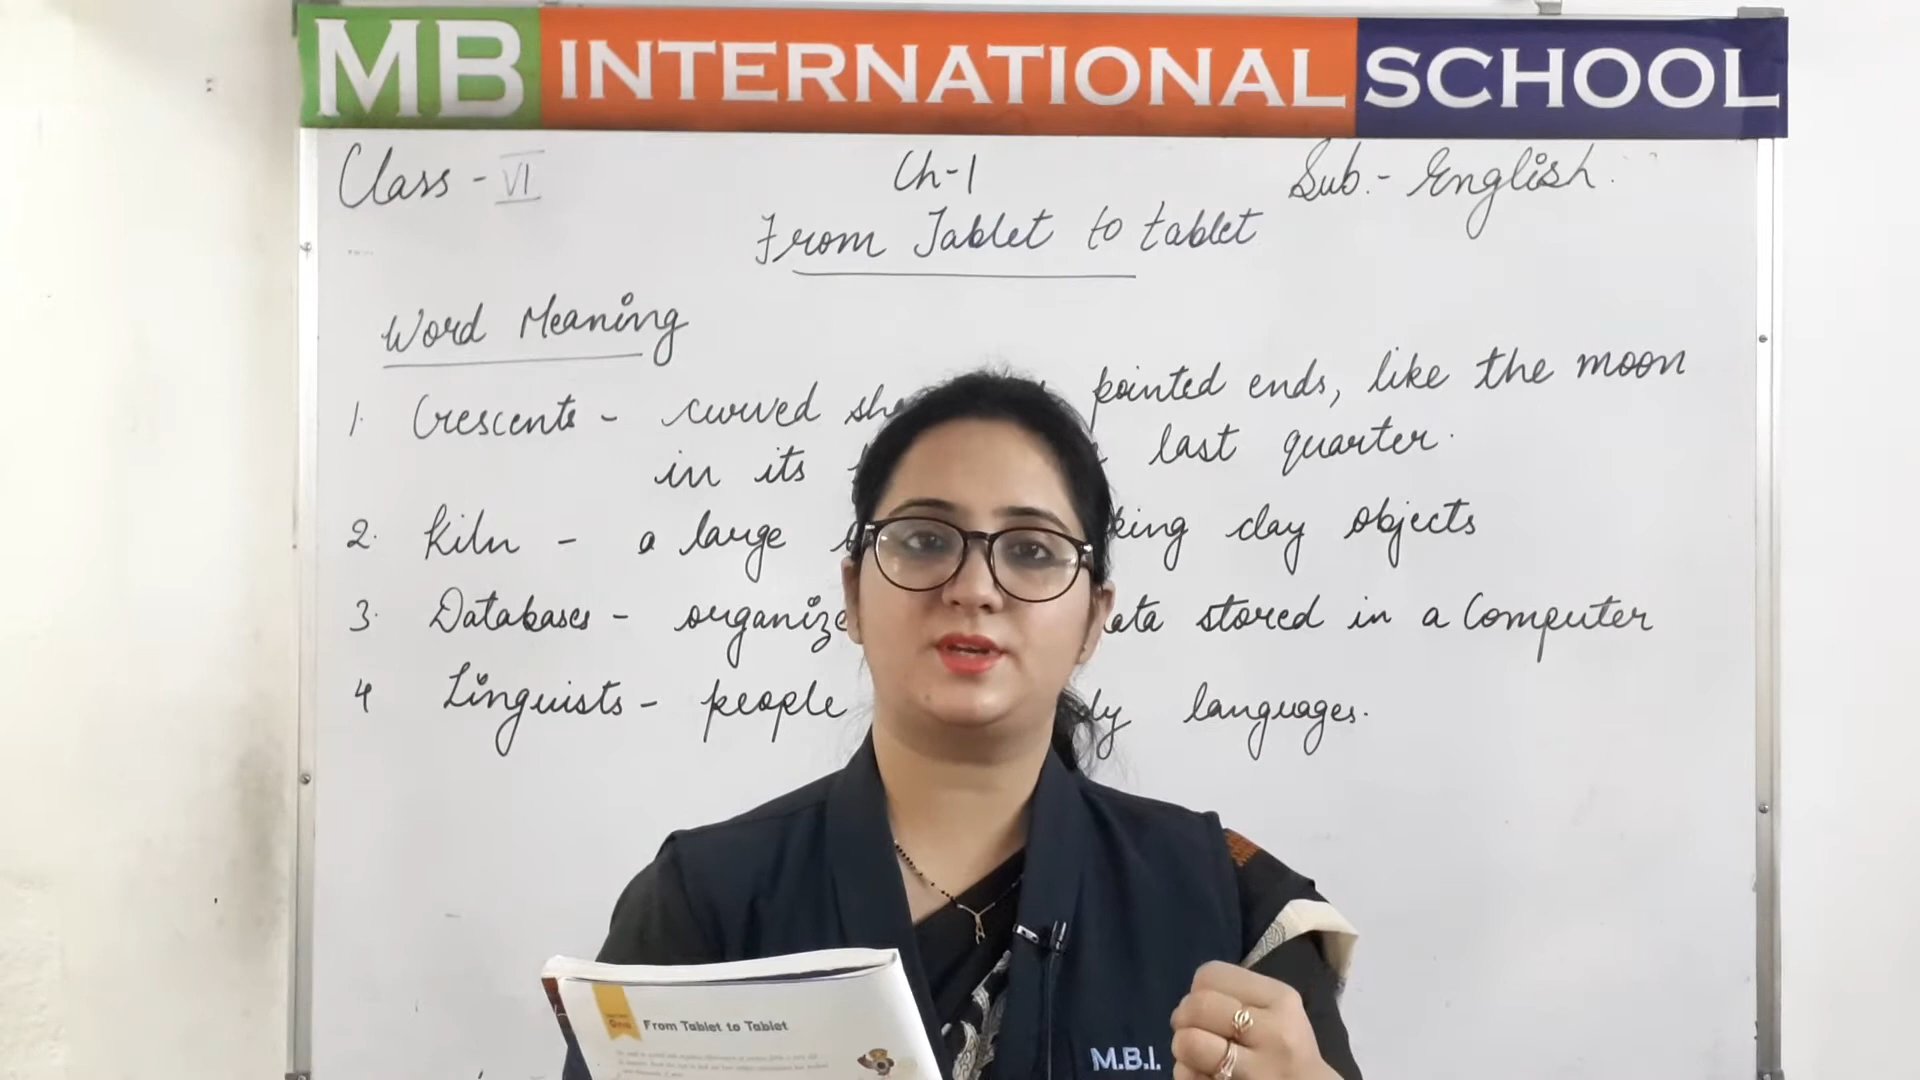 MB INTERNATIONAL SCHOOL
Class - VI
Ch-1
Sub.- English
From Tablet to tablet
Word Meaning
1. Crescents - curved pointed ends, like the moon
in its last quarter.
2. Kiln - a large clay objects
3. Databases - stored in a Computer
4 Linguists - people languages.
From Tablet to Tablet
M.B.I.